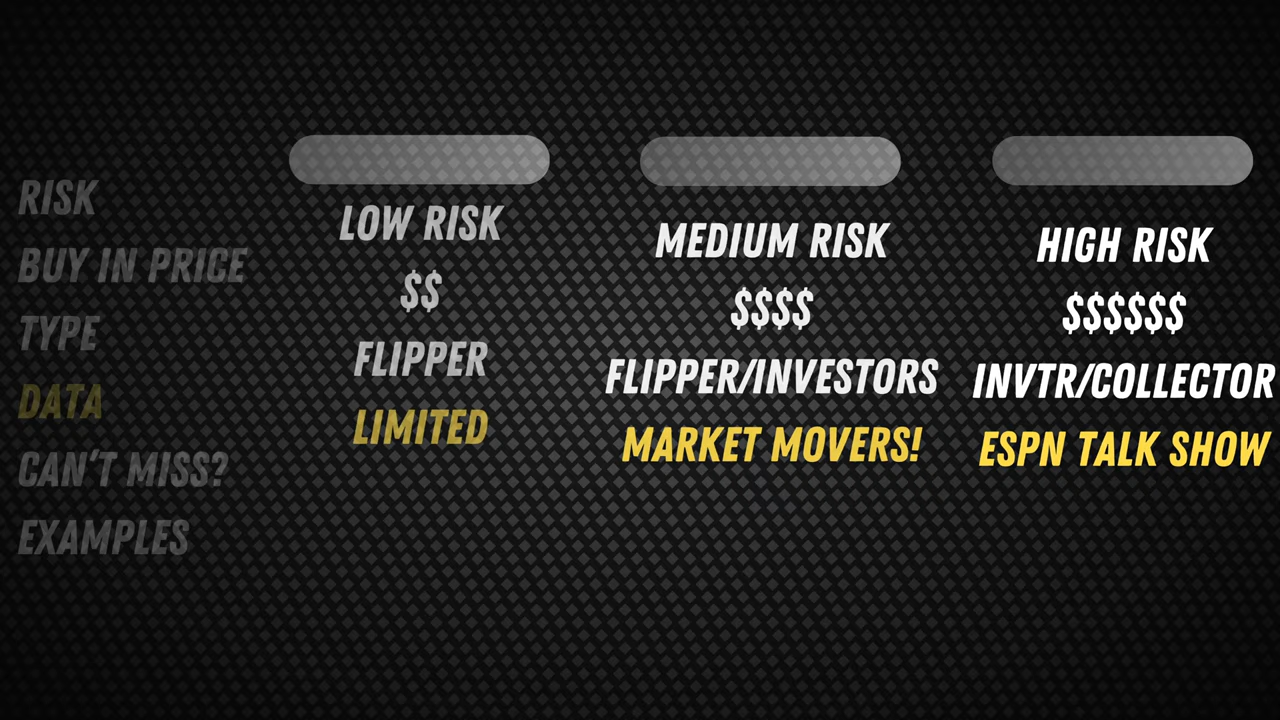 RISK
BUY IN PRICE
TYPE
DATA
CAN'T MISS?
EXAMPLES
LOW RISK
$$
FLIPPER
LIMITED
MEDIUM RISK
$$$$
FLIPPER/INVESTORS
MARKET MOVERS!
HIGH RISK
$$$$$$
INVTR/COLLECTOR
ESPN TALK SHOW